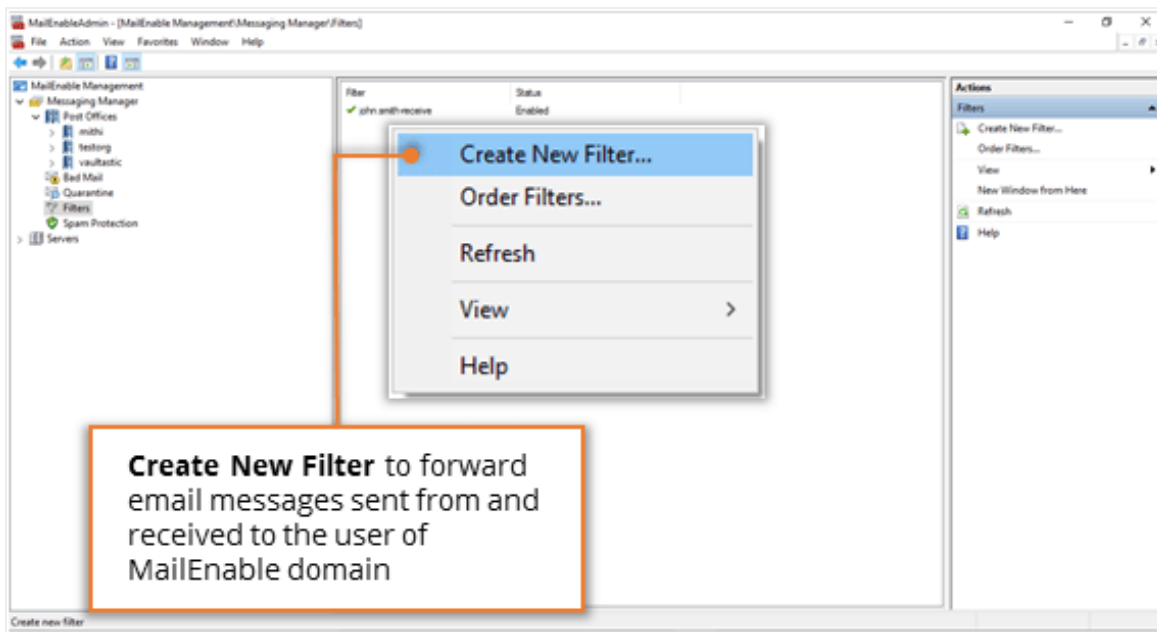 MailEnableAdmin - [MailEnable Management\Messaging Manager\Filters]
File Action View Favorites Window Help
MailEnable Management
Messaging Manager
Post Offices
mithi
testorg
vaultastic
Bad Mail
Quarantine
Filters
Spam Protection
Servers
Filter Status
john.smith-receive Enabled
Create New Filter...
Order Filters...
Refresh
View
Help
Create New Filter to forward
email messages sent from and
received to the user of
MailEnable domain
Actions
Filters
Create New Filter...
Order Filters...
View
New Window from Here
Refresh
Help
Create new filter